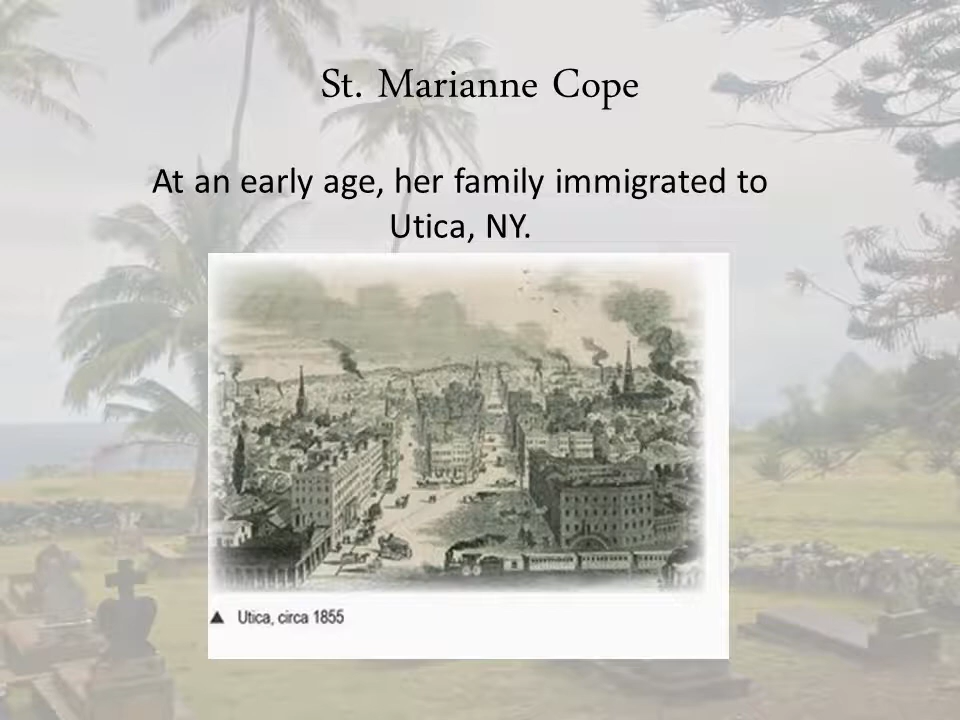 St. Marianne Cope
At an early age, her family immigrated to
Utica, NY.
▲ Utica, circa 1855